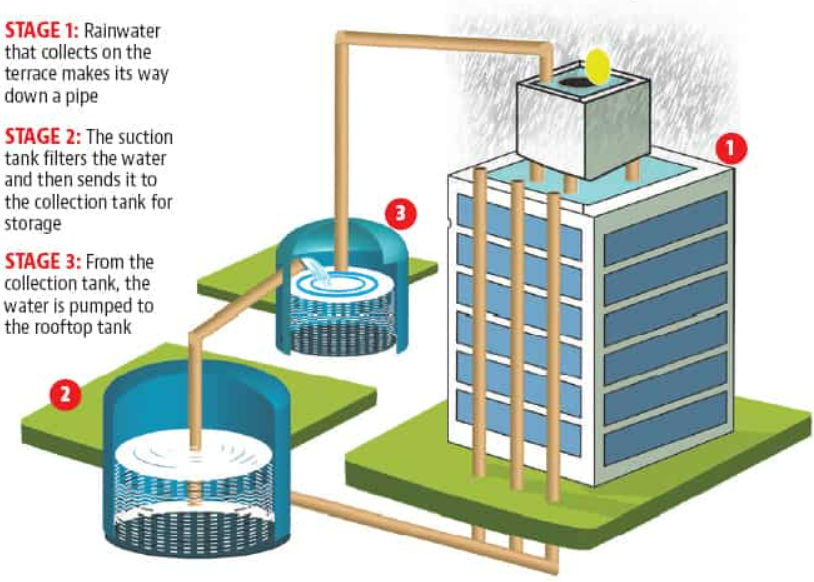 STAGE 1: Rainwater
that collects on the
terrace makes its way
down a pipe
STAGE 2: The suction
tank filters the water
and then sends it to
the collection tank for
storage
STAGE 3: From the
collection tank, the
water is pumped to
the rooftop tank
1
3
2